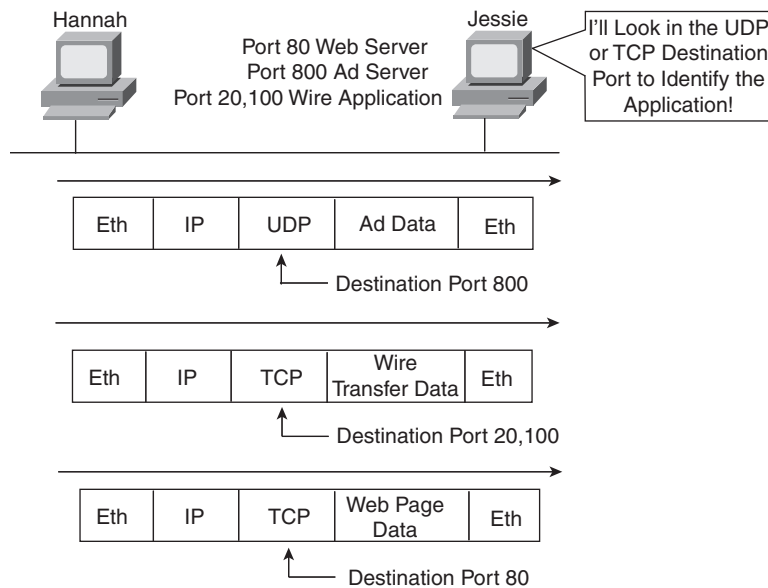 Hannah
Jessie
Port 80 Web Server
Port 800 Ad Server
Port 20,100 Wire Application
I'll Look in the UDP
or TCP Destination
Port to Identify the
Application!
Eth IP UDP Ad Data Eth
Destination Port 800
Eth IP TCP Wire
Transfer Data Eth
Destination Port 20,100
Eth IP TCP Web Page
Data Eth
Destination Port 80